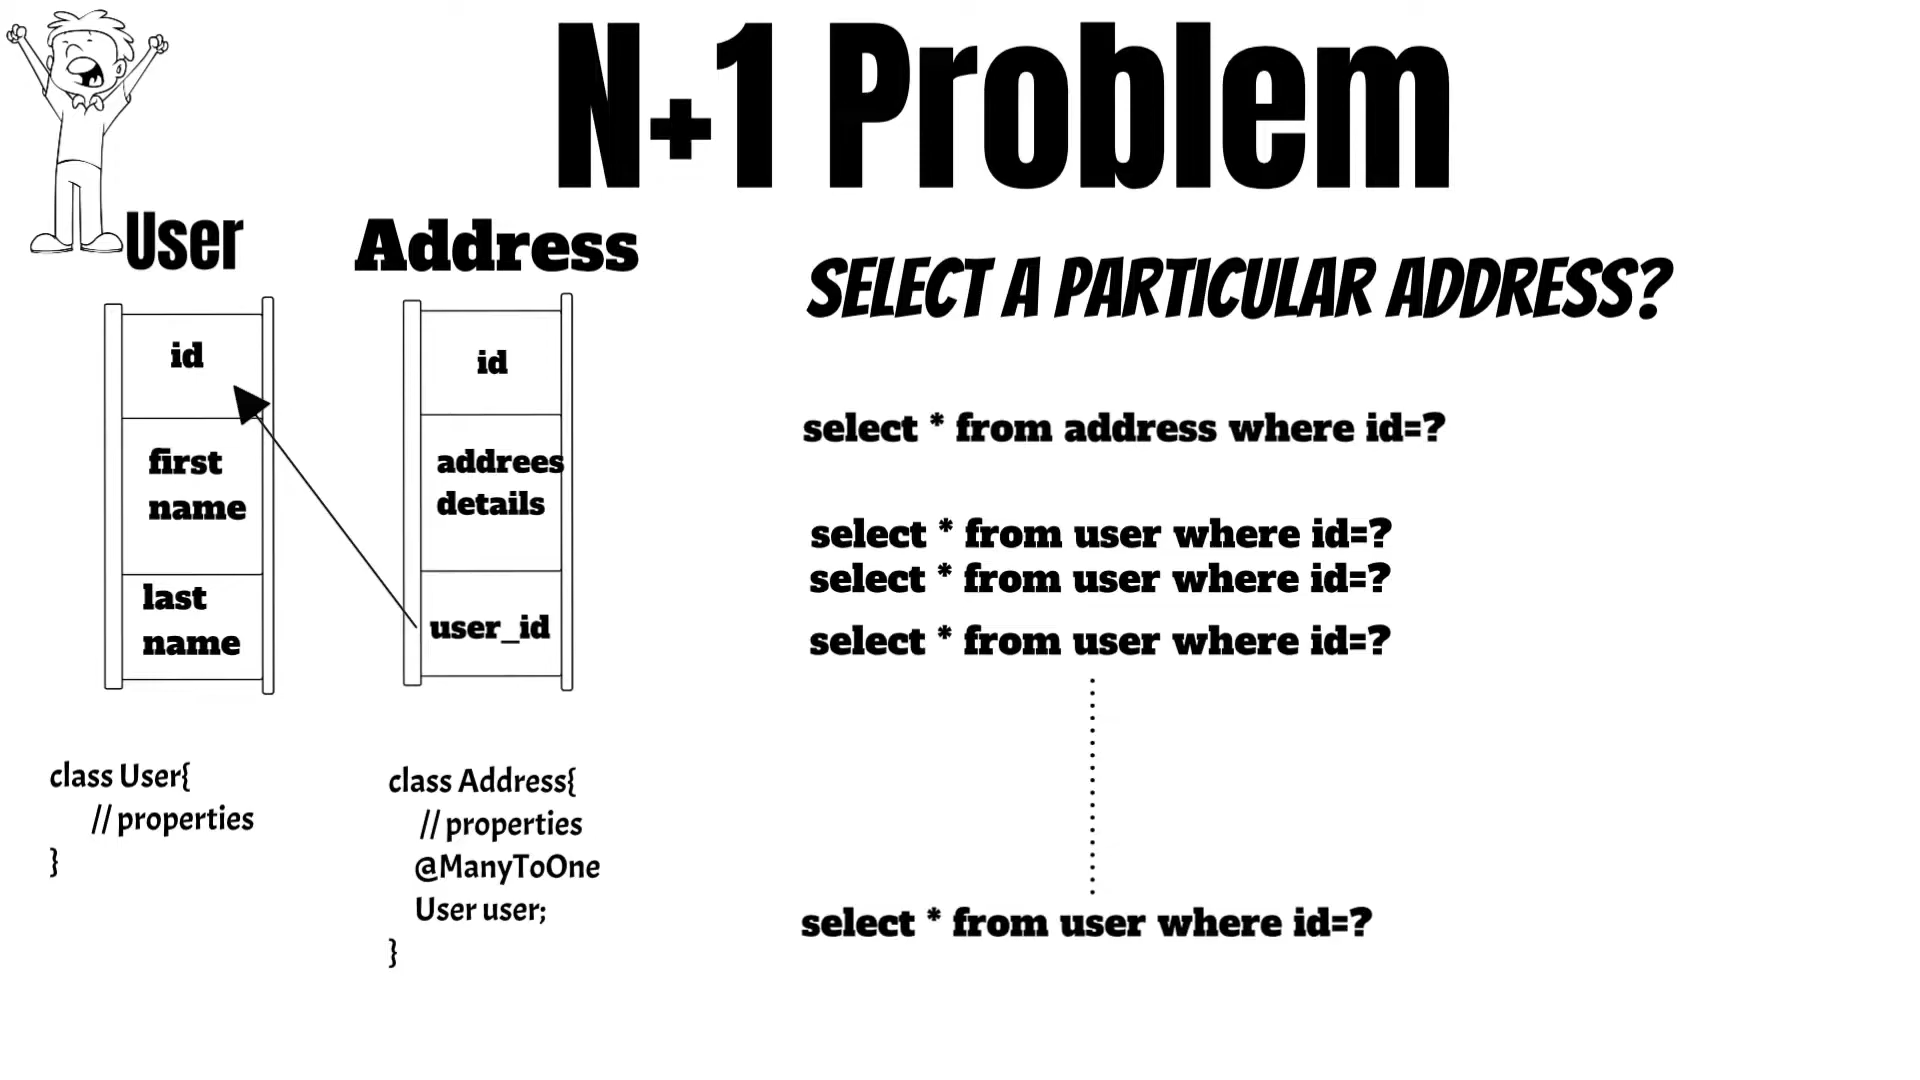 N+1 Problem
User
Address
SELECT A PARTICULAR ADDRESS?
id
first
name
last
name
id
addrees
details
user_id
select * from address where id=?
select * from user where id=?
select * from user where id=?
select * from user where id=?
select * from user where id=?
class User{
// properties
}
class Address{
// properties
@ManyToOne
User user;
}